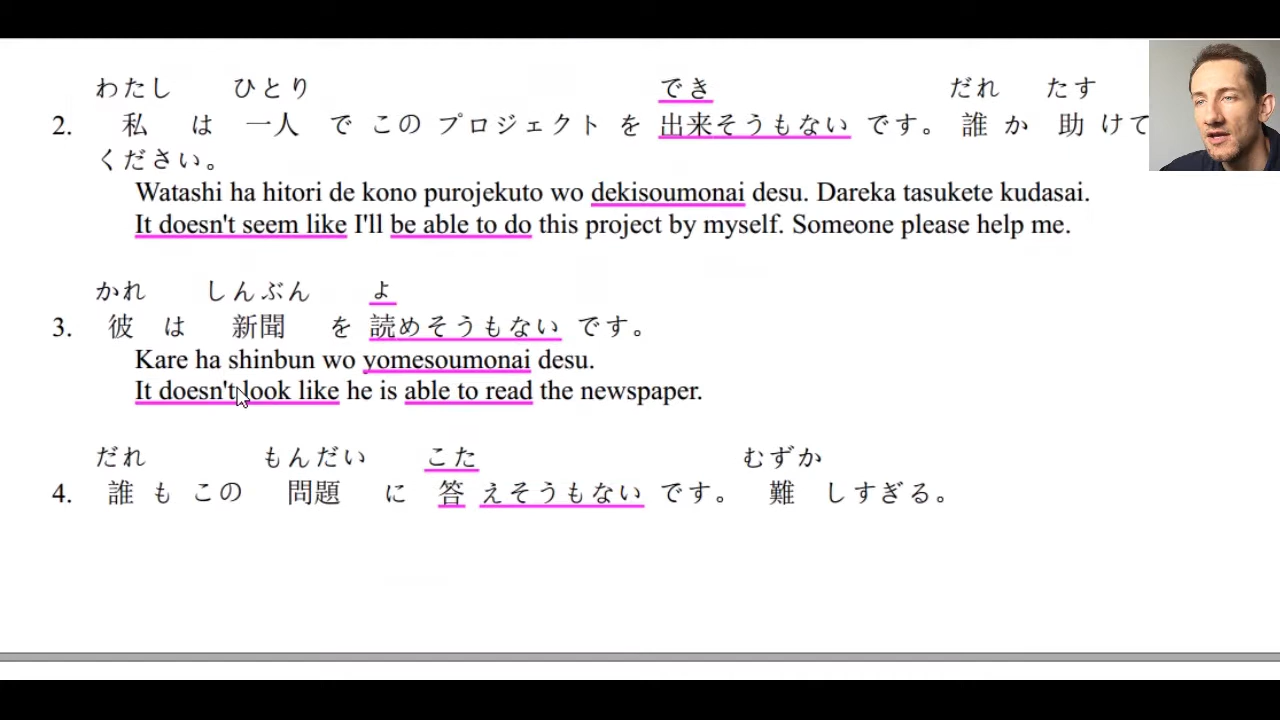 わたし ひとり でき だれ たす
2. 私 は 一人 で この プロジェクト を 出来そうもない です。 誰 か 助 けて
ください。
Watashi ha hitori de kono purojekuto wo dekisoumonai desu. Dareka tasukete kudasai.
It doesn't seem like I'll be able to do this project by myself. Someone please help me.
かれ しんぶん よ
3. 彼 は 新聞 を 読めそうもない です。
Kare ha shinbun wo yomesoumonai desu.
It doesn't look like he is able to read the newspaper.
だれ もんだい こた むずか
4. 誰 も この 問題 に 答 えそうもない です。 難 しすぎる。